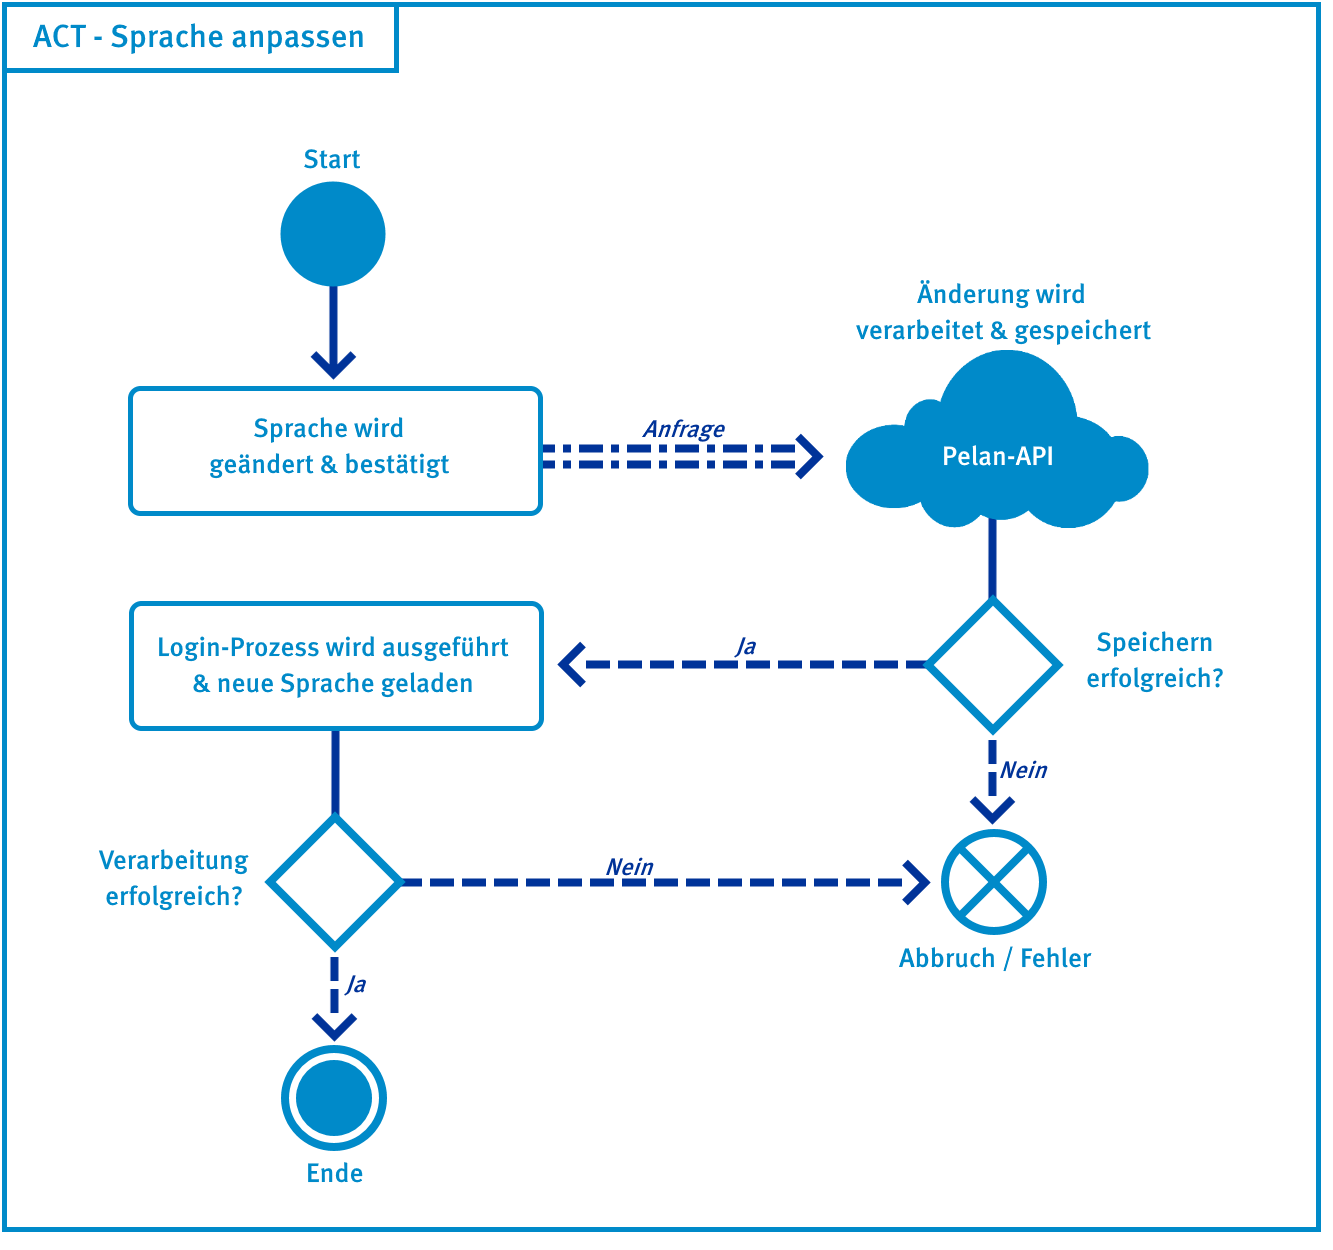 ACT - Sprache anpassen
Start
Änderung wird
verarbeitet & gespeichert
Sprache wird
geändert & bestätigt
Anfrage
Pelan-API
Login-Prozess wird ausgeführt
& neue Sprache geladen
Ja
Speichern
erfolgreich?
Nein
Verarbeitung
erfolgreich?
Nein
Abbruch / Fehler
Ja
Ende